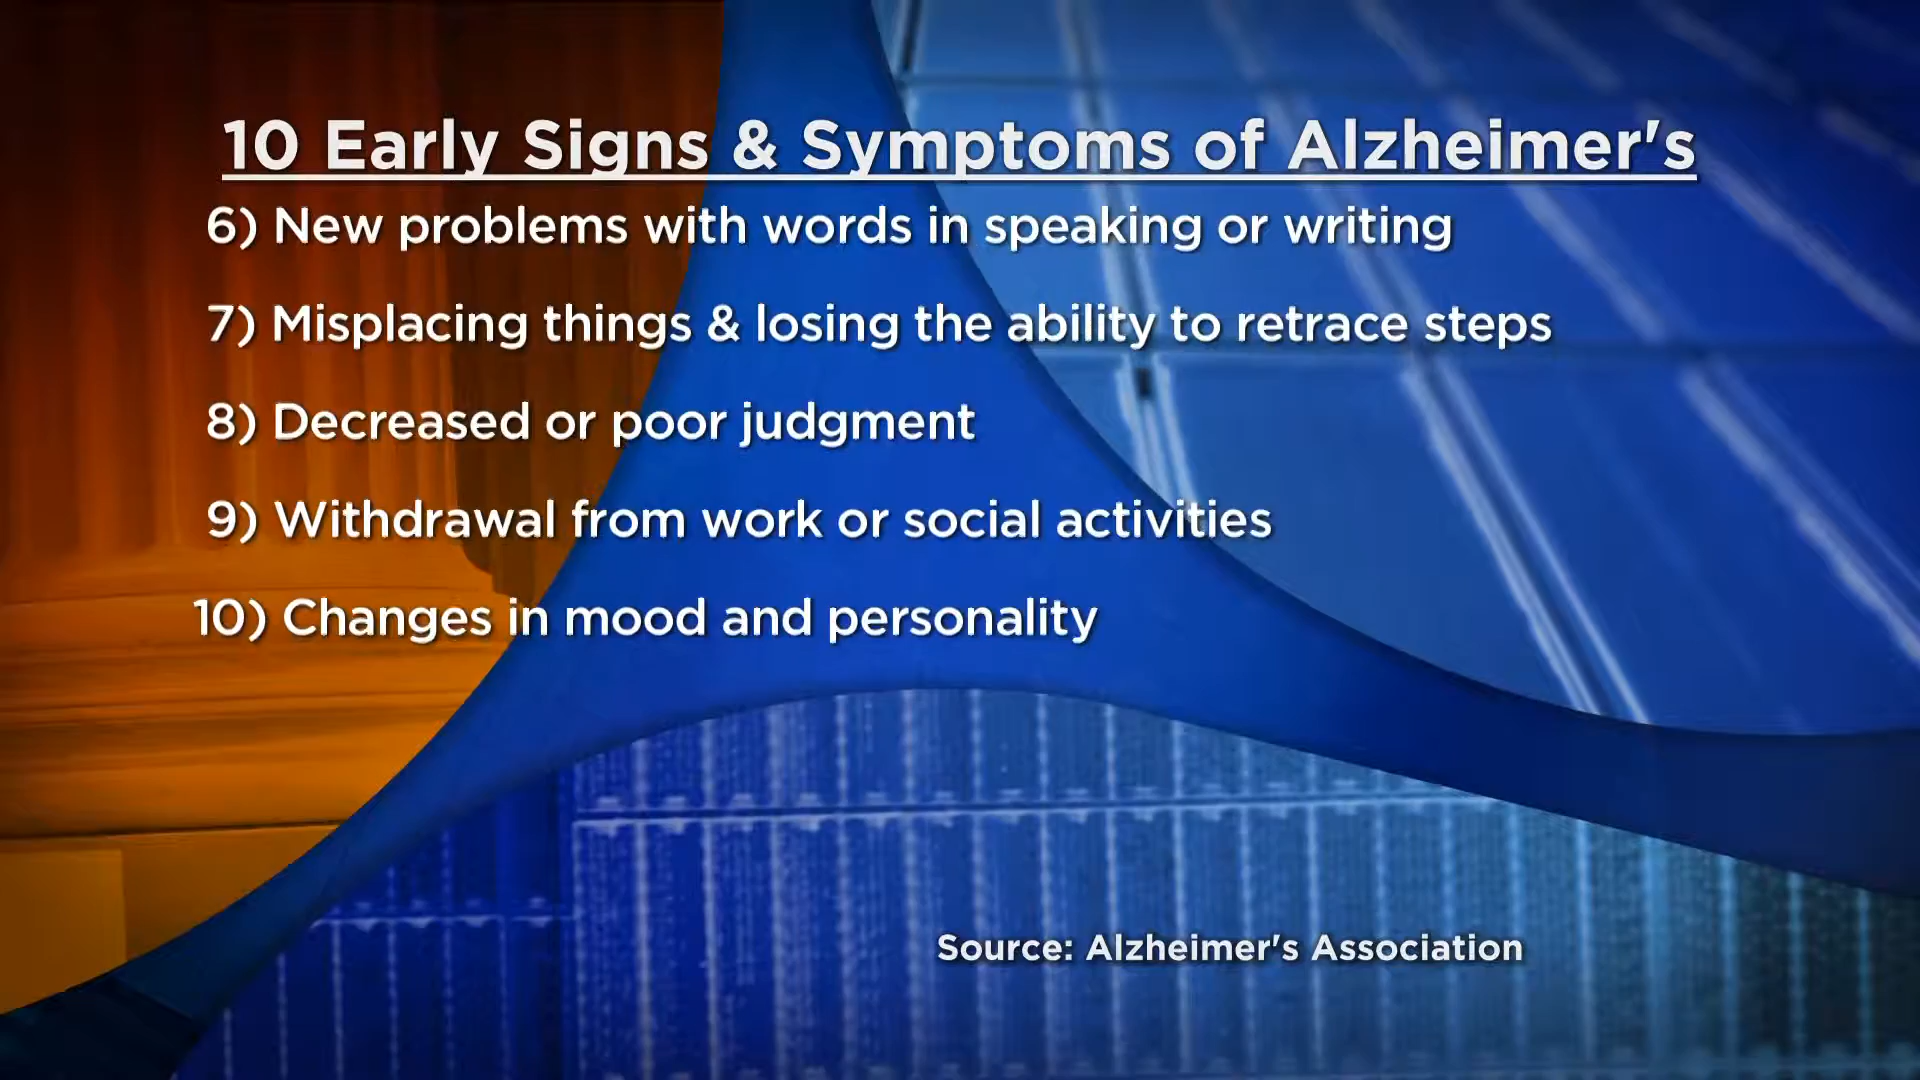 10 Early Signs & Symptoms of Alzheimer's
6) New problems with words in speaking or writing
7) Misplacing things & losing the ability to retrace steps
8) Decreased or poor judgment
9) Withdrawal from work or social activities
10) Changes in mood and personality
Source: Alzheimer's Association